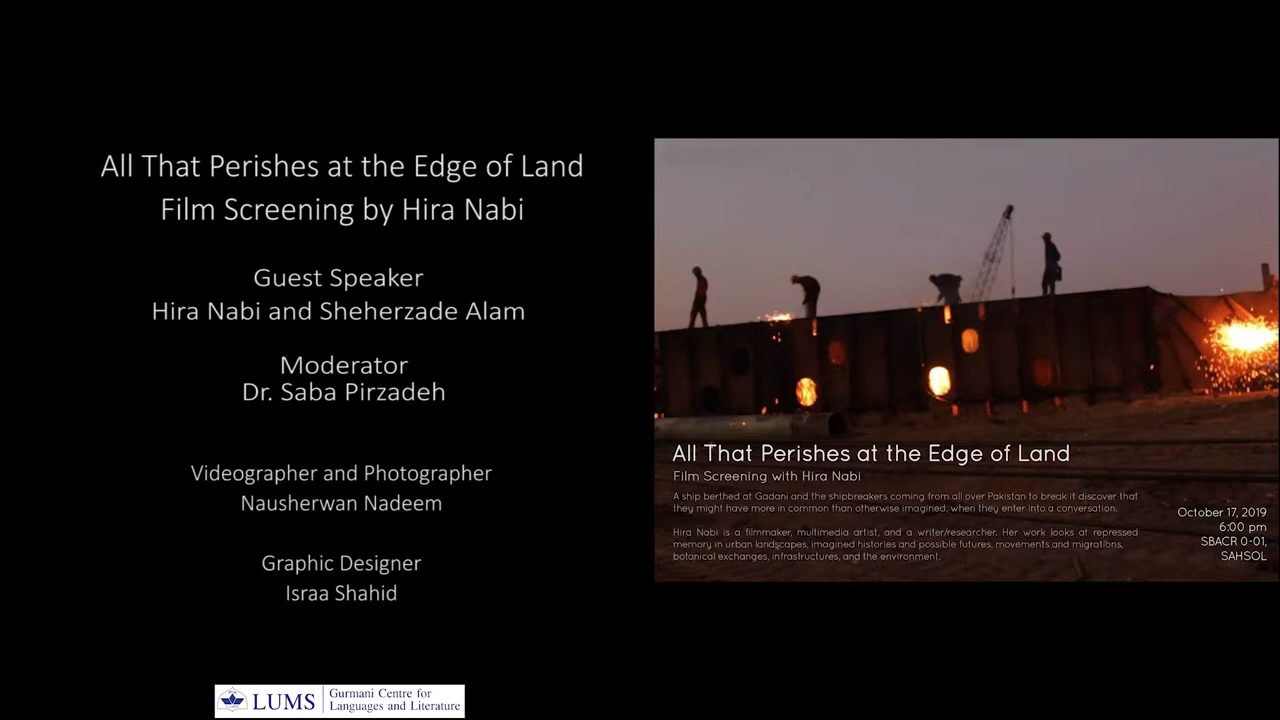 All That Perishes at the Edge of Land
Film Screening by Hira Nabi
Guest Speaker
Hira Nabi and Sheherzade Alam
Moderator
Dr. Saba Pirzadeh
Videographer and Photographer
Nausherwan Nadeem
Graphic Designer
Israa Shahid
LUMS
Gurmani Centre for
Languages and Literature
All That Perishes at the Edge of Land
Film Screening with Hira Nabi
A ship berthed at Gadani and the shipbreakers coming from all over Pakistan to break it discover that
they might have more in common than otherwise imagined, when they enter into a conversation.
Hira Nabi is a filmmaker, multimedia artist, and a writer/researcher. Her work looks at repressed
memory in urban landscapes, imagined histories and possible futures, movements and migrations,
botanical exchanges, infrastructures, and the environment.
October 17, 2019
6:00 pm
SBACR 0-01,
SAHSOL